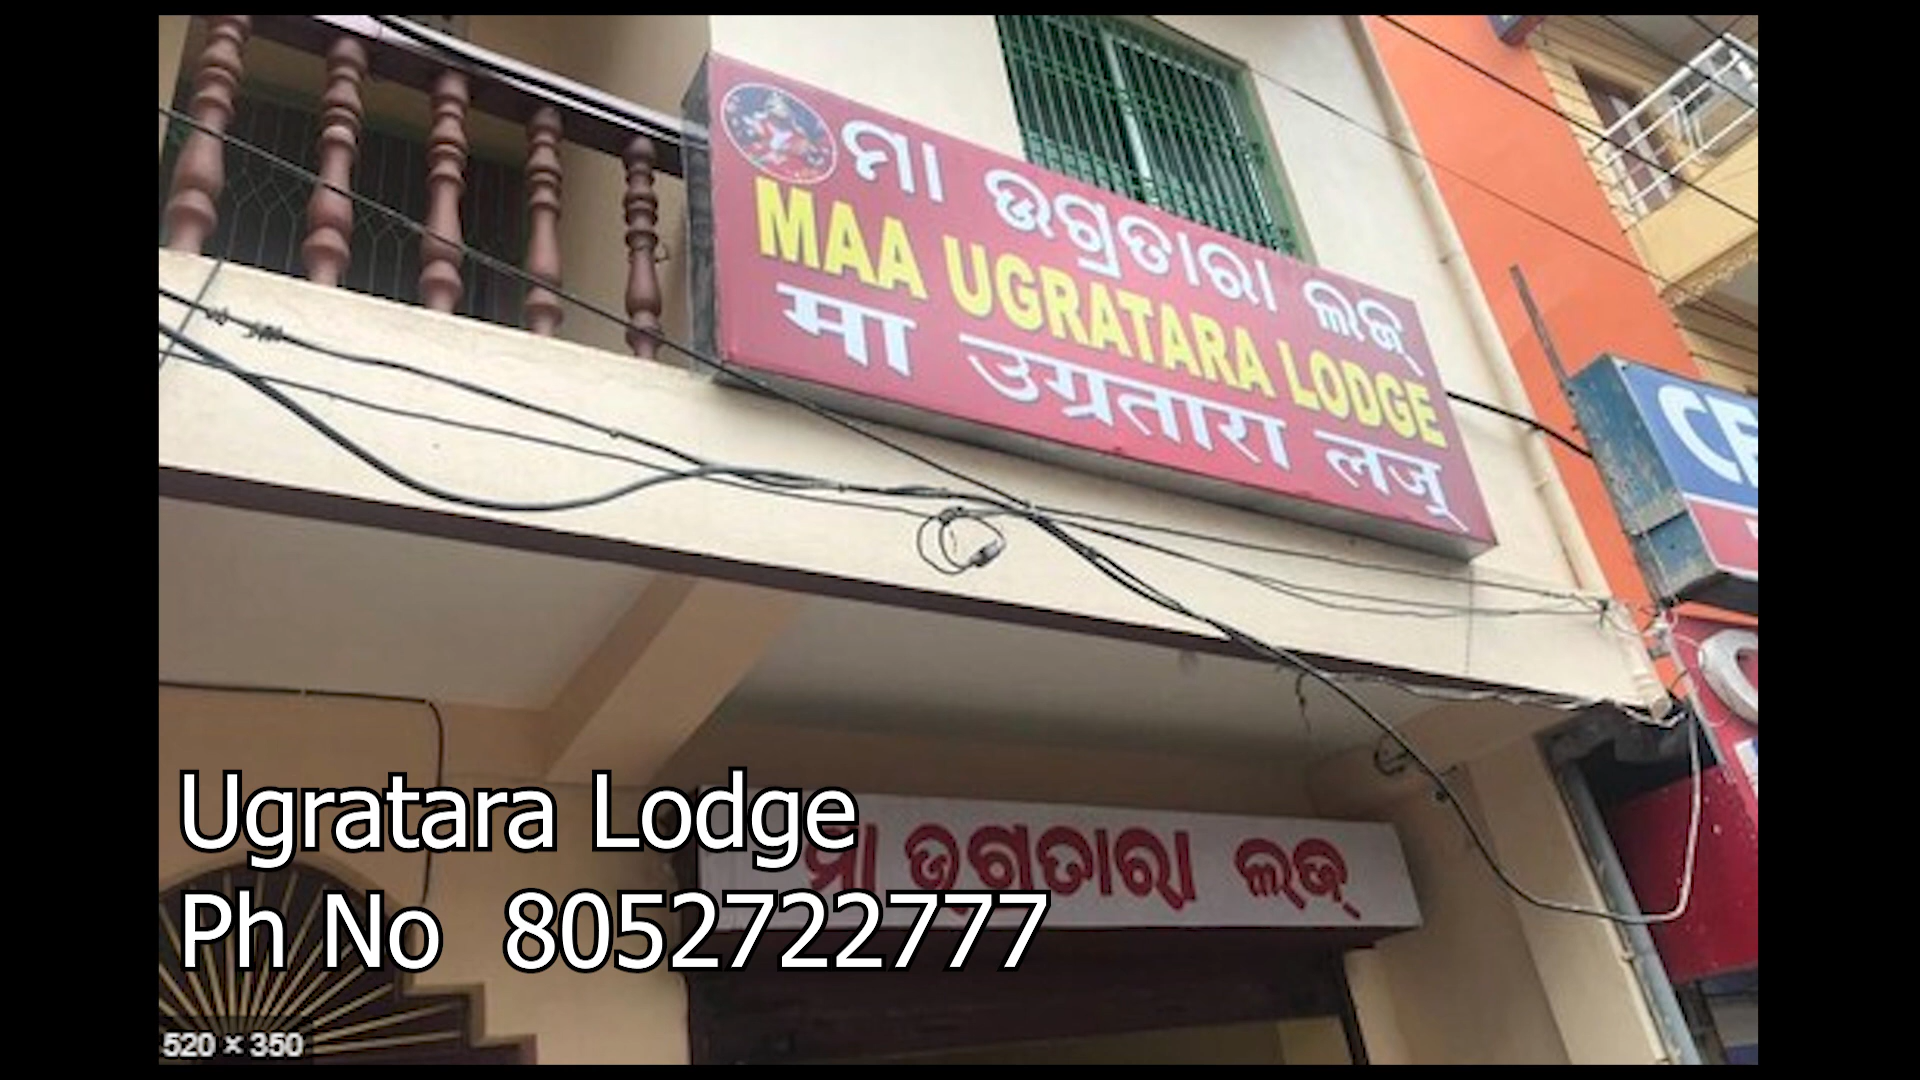 ମା ଉଗ୍ରତାରା ଲଜ୍
MAA UGRATARA LODGE
मा उग्रतारा लज्
CE
Ugratara Lodge
ମା ଉଗ୍ରତାରା ଲଜ୍
Ph No 8052722777
520 × 350